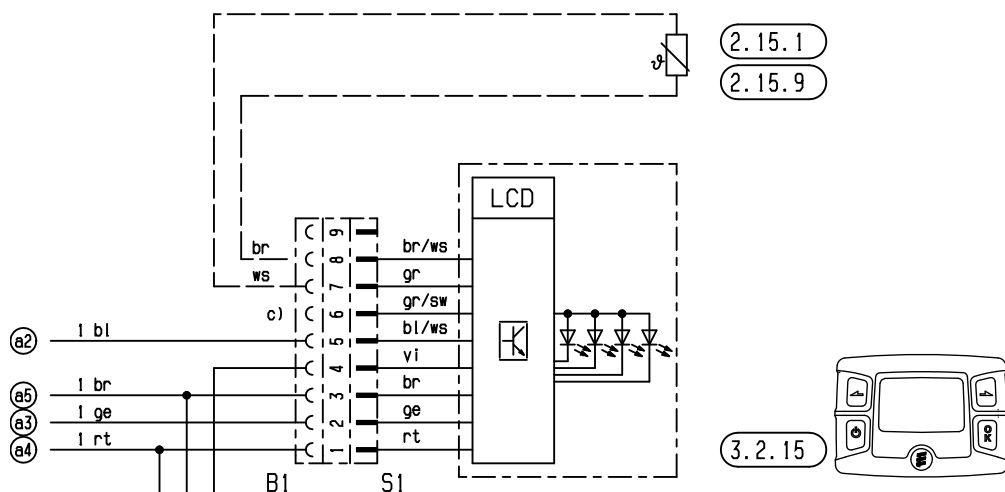 2.15.1
ϑ
2.15.9
LCD
9
br
8
br/ws
ws
7
gr
c)
6
gr/sw
a2
1 bl
5
bl/ws
4
vi
a5
1 br
3
br
a3
1 ge
2
ge
a4
1 rt
1
rt
B1
S1
3.2.15
OK